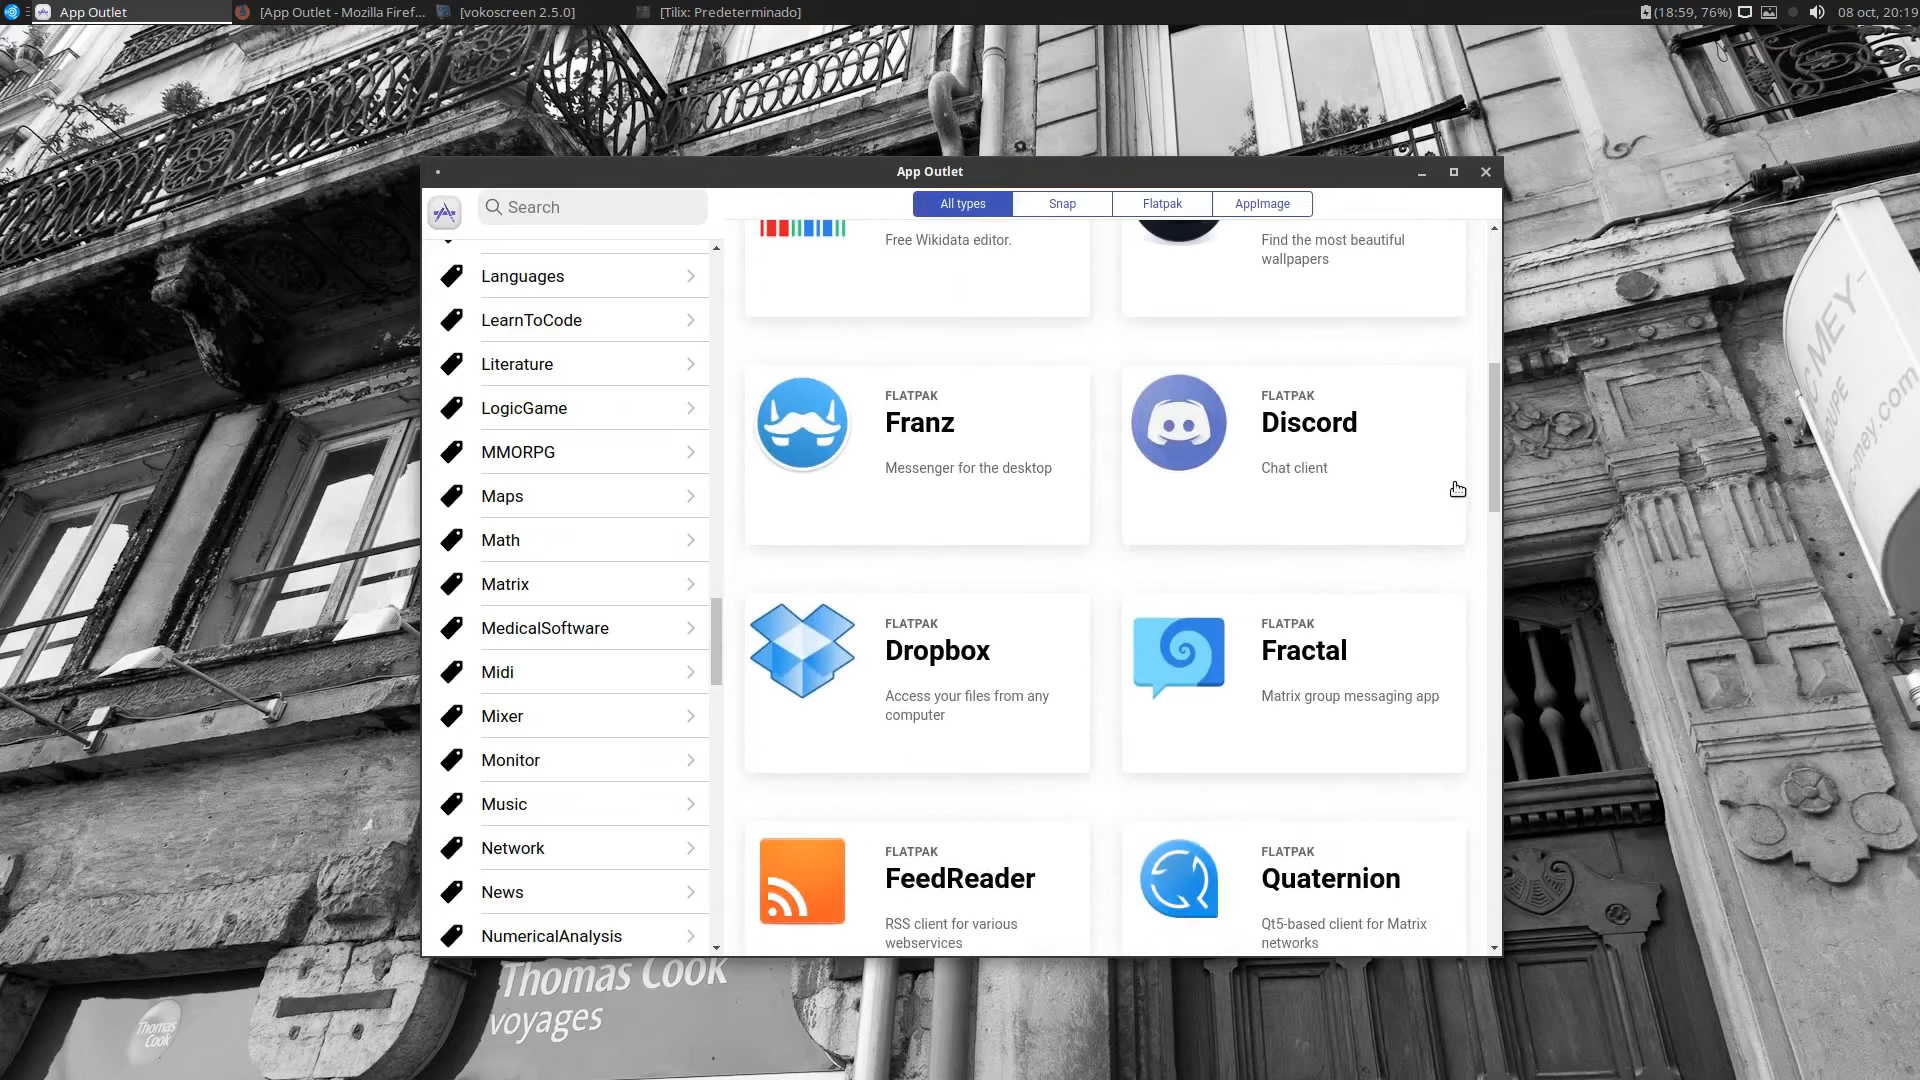 App Outlet
[App Outlet - Mozilla Firef...
[vokoscreen 2.5.0]
[Tilix: Predeterminado]
(18:59, 76%)
08 oct, 20:19
App Outlet
Search
All types
Snap
Flatpak
AppImage
Languages
LearnToCode
Literature
LogicGame
MMORPG
Maps
Math
Matrix
MedicalSoftware
Midi
Mixer
Monitor
Music
Network
News
NumericalAnalysis
Free Wikidata editor.
Find the most beautiful
wallpapers
FLATPAK
Franz
Messenger for the desktop
FLATPAK
Discord
Chat client
FLATPAK
Dropbox
Access your files from any
computer
FLATPAK
Fractal
Matrix group messaging app
FLATPAK
FeedReader
RSS client for various
webservices
FLATPAK
Quaternion
Qt5-based client for Matrix
networks
Thomas Cook
voyages
Thomas
Cook